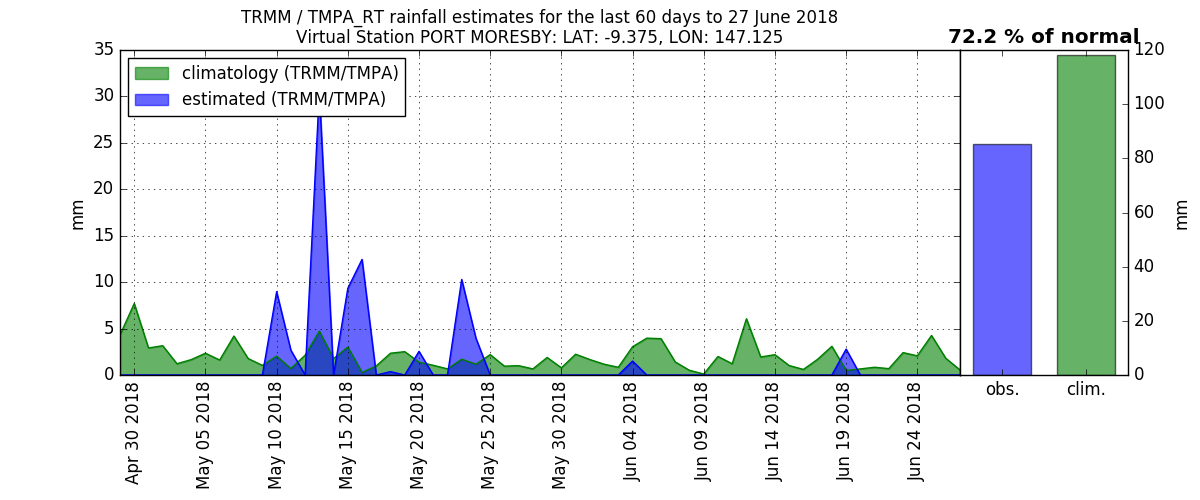 TRMM / TMPA_RT rainfall estimates for the last 60 days to 27 June 2018
Virtual Station PORT MORESBY: LAT: -9.375, LON: 147.125
72.2 % of normal
climatology (TRMM/TMPA)
estimated (TRMM/TMPA)
35
30
25
20
15
10
5
0
mm
Apr 30 2018
May 05 2018
May 10 2018
May 15 2018
May 20 2018
May 25 2018
May 30 2018
Jun 04 2018
Jun 09 2018
Jun 14 2018
Jun 19 2018
Jun 24 2018
120
100
80
60
40
20
0
mm
obs.
clim.